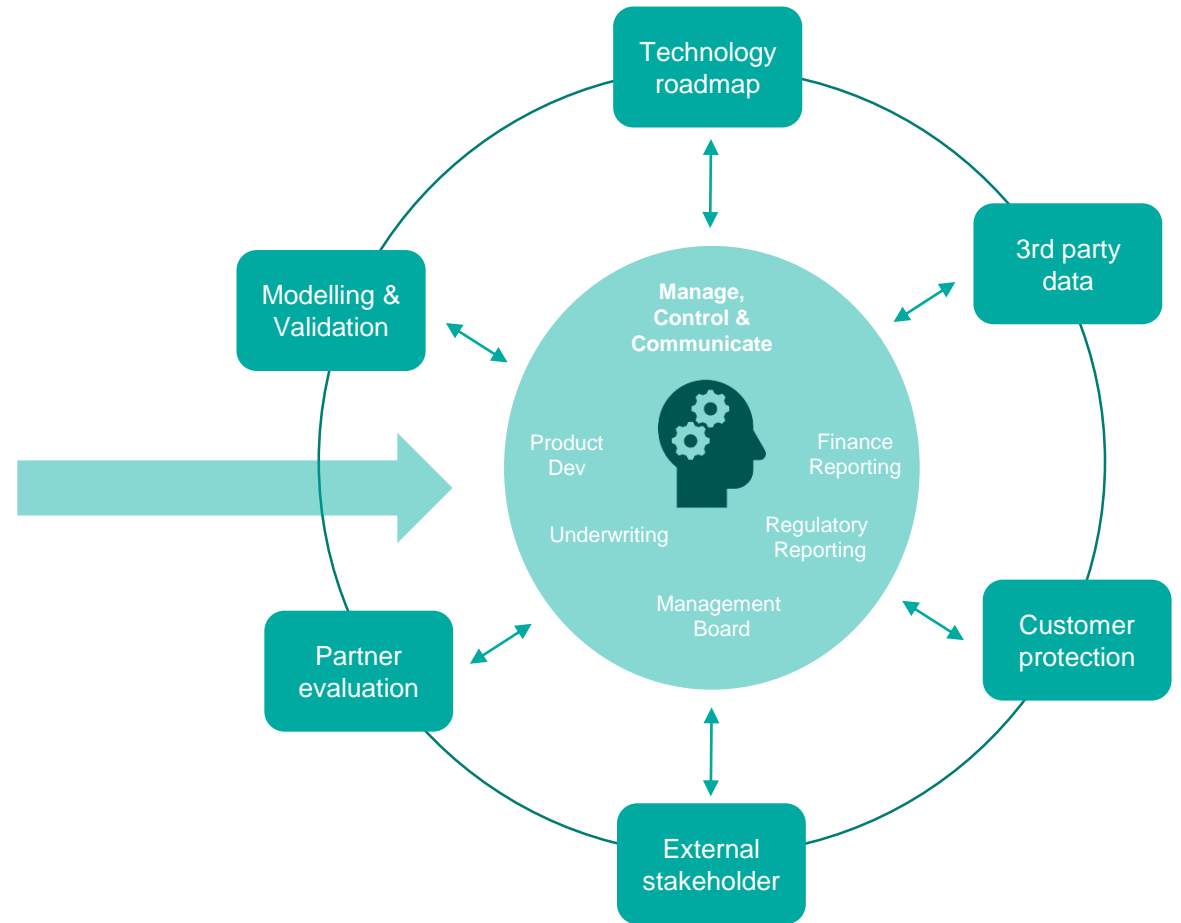 Technology
roadmap
3rd party
data
Modelling &
Validation
Manage,
Control &
Communicate
Product
Dev
Finance
Reporting
Underwriting
Regulatory
Reporting
Management
Board
Partner
evaluation
Customer
protection
External
stakeholder